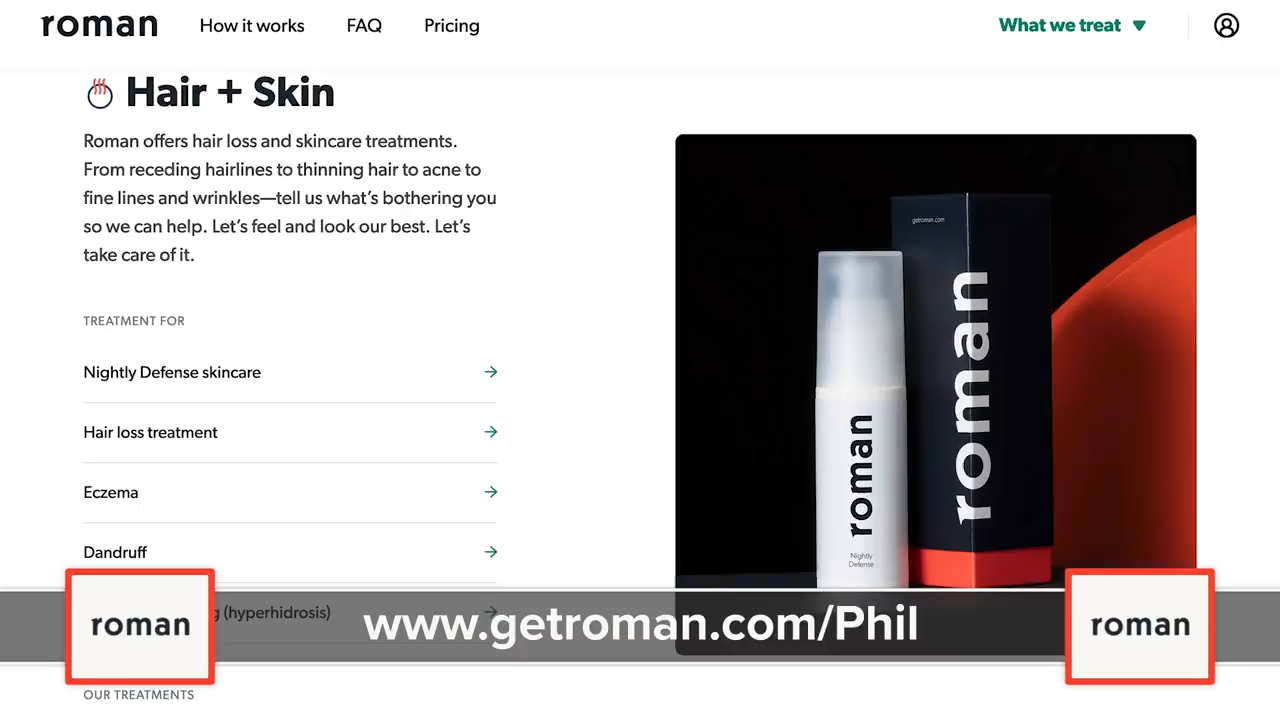 roman
How it works
FAQ
Pricing
What we treat
Hair + Skin
Roman offers hair loss and skincare treatments.
From receding hairlines to thinning hair to acne to
fine lines and wrinkles—tell us what's bothering you
so we can help. Let's feel and look our best. Let's
take care of it.
TREATMENT FOR
Nightly Defense skincare
Hair loss treatment
Eczema
Dandruff
g (hyperhidrosis)
OUR TREATMENTS
getroman.com
roman
roman
Nightly
Defense
roman
www.getroman.com/Phil
roman